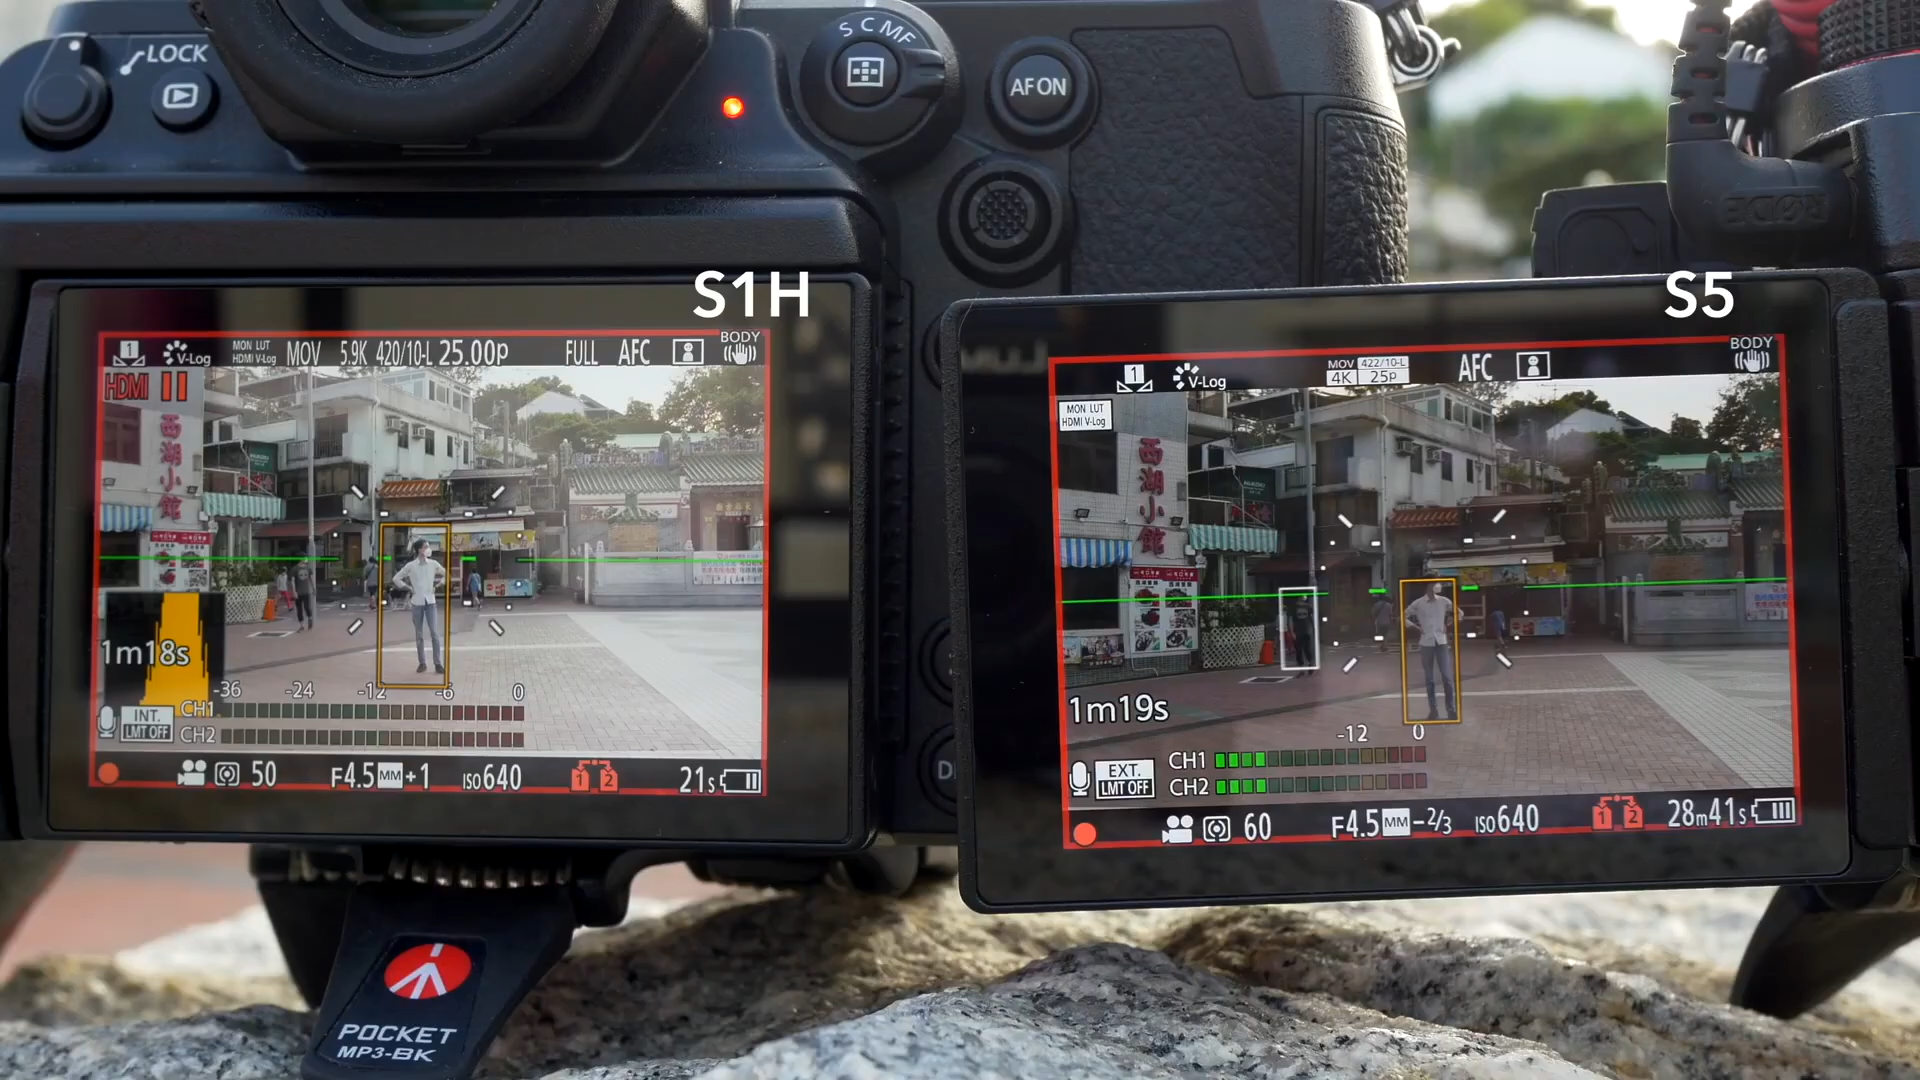 LOCK
S C MF
AF ON
RØDE
S1H
S5
1
V-Log
MON LUT
HDMI V-Log
MOV 5.9K 420/10-L 25.00p FULL AFC
BODY
HDMI
西湖小館
1m18s
-36 -24 -12 -6 0
CH1
CH2
INT.
LMT OFF
50 F4.5 MM +1 ISO640 1 2 21s
1
V-Log
MOV 422/10-L
4K 25p
AFC
BODY
MON LUT
HDMI V-Log
西湖小館
1m19s
-12 0
CH1
CH2
EXT.
LMT OFF
60 F4.5 MM -2/3 ISO640 1 2 28m41s
POCKET
MP3-BK